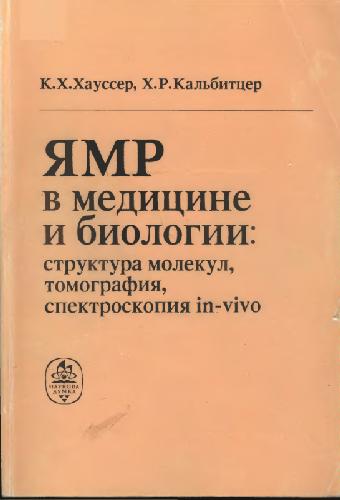 К.Х.Хауссер, Х.Р.Кальбитцер
ЯМР
в медицине
и биологии:
структура молекул,
томография,
спектроскопия in-vivo
НАУКОВА
ДУМКА